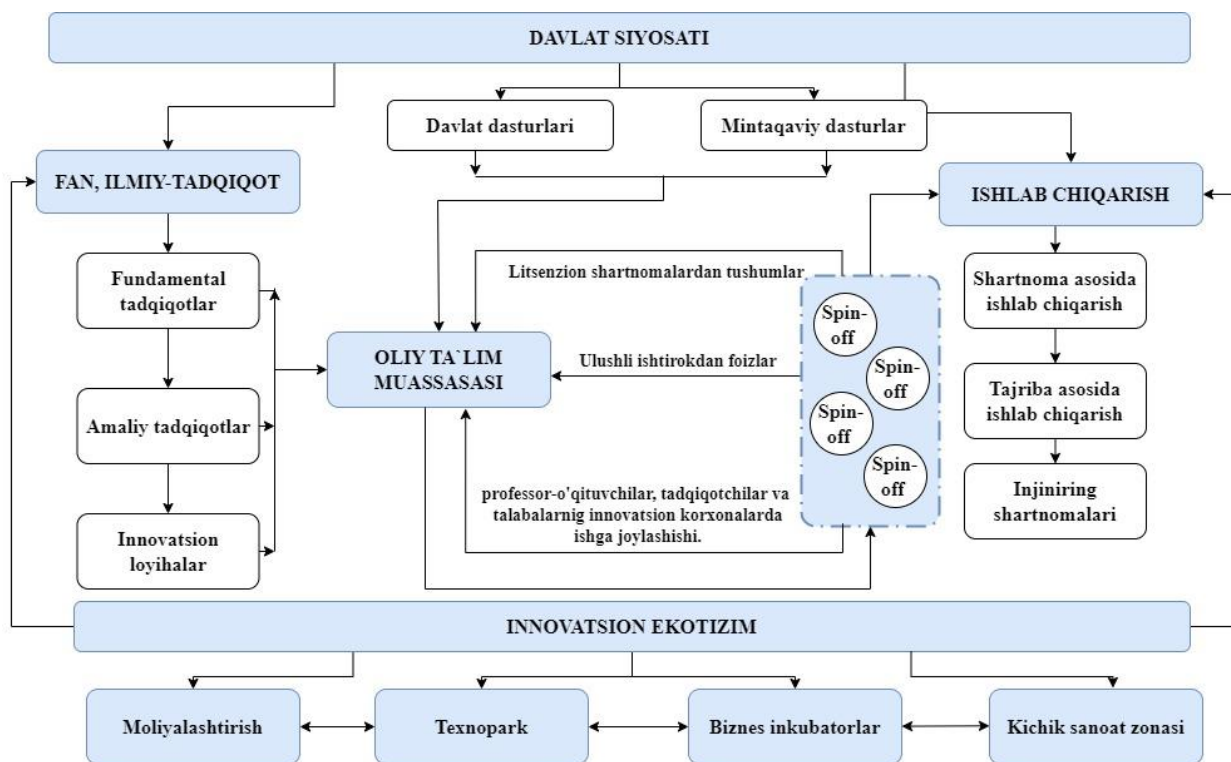 DAVLAT SIYOSATI
Davlat dasturlari
Mintaqaviy dasturlar
FAN, ILMIY-TADQIQOT
ISHLAB CHIQARISH
Fundamental
tadqiqotlar
Amaliy tadqiqotlar
Innovatsion
loyihalar
OLIY TA`LIM
MUASSASASI
Litsenzion shartnomalardan tushumlar
Ulushli ishtirokdan foizlar
professor-o'qituvchilar, tadqiqotchilar va
talabalarnig innovatsion korxonalarda
ishga joylashishi.
Spin-
off
Spin-
off
Spin-
off
Spin-
off
Shartnoma asosida
ishlab chiqarish
Tajriba asosida
ishlab chiqarish
Injiniring
shartnomalari
INNOVATSION EKOTIZIM
Moliyalashtirish
Texnopark
Biznes inkubatorlar
Kichik sanoat zonasi